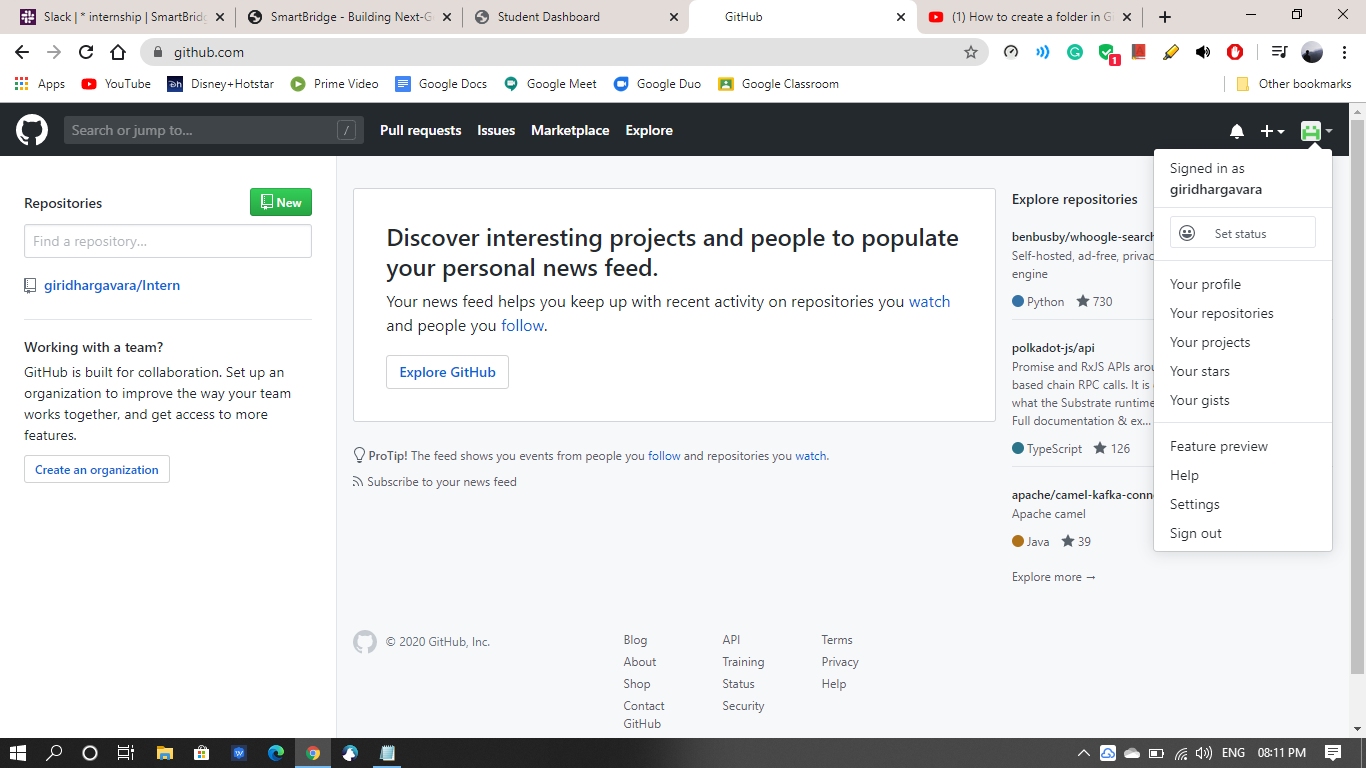 Slack | * internship | SmartBridg
SmartBridge - Building Next-G
Student Dashboard
GitHub
(1) How to create a folder in G
github.com
1
Apps
YouTube
Disney+Hotstar
Prime Video
Google Docs
Google Meet
Google Duo
Google Classroom
Other bookmarks
Search or jump to...
/
Pull requests
Issues
Marketplace
Explore
Signed in as
giridhargavara
Set status
Your profile
Your repositories
Your projects
Your stars
Your gists
Feature preview
Help
Settings
Sign out
Repositories
New
Find a repository...
giridhargavara/Intern
Working with a team?
GitHub is built for collaboration. Set up an
organization to improve the way your team
works together, and get access to more
features.
Create an organization
Discover interesting projects and people to populate
your personal news feed.
Your news feed helps you keep up with recent activity on repositories you watch
and people you follow.
Explore GitHub
ProTip! The feed shows you events from people you follow and repositories you watch.
Subscribe to your news feed
Explore repositories
benbusby/whoogle-search
Self-hosted, ad-free, privac
engine
Python 730
polkadot-js/api
Promise and RxJS APIs arou
based chain RPC calls. It is
what the Substrate runtime
Full documentation & ex...
TypeScript 126
apache/camel-kafka-conn
Apache camel
Java 39
Explore more →
© 2020 GitHub, Inc.
Blog
About
Shop
Contact
GitHub
API
Training
Status
Security
Terms
Privacy
Help
ENG
08:11 PM